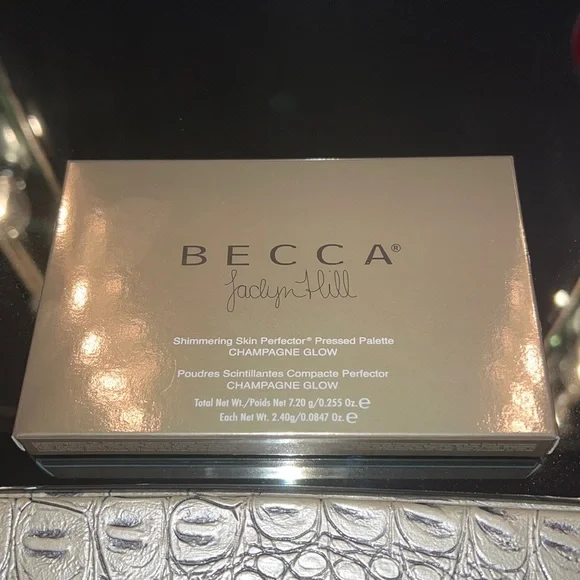 BECCA®
Jaclyn Hill
Shimmering Skin Perfector® Pressed Palette
CHAMPAGNE GLOW
Poudres Scintillantes Compacte Perfector
CHAMPAGNE GLOW
Total Net Wt./Poids Net 7.20 g/0.255 Oz. ℮
Each Net Wt. 2.40g/0.0847 Oz. ℮